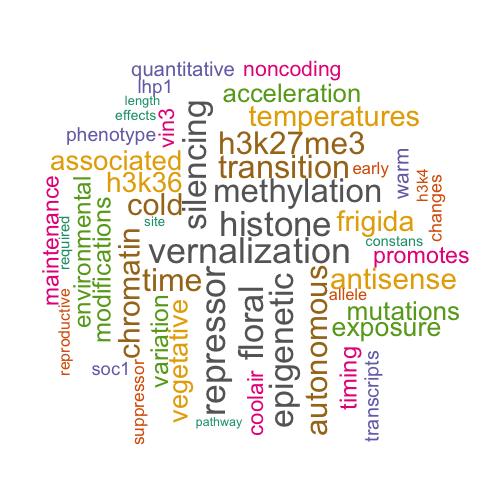 quantitative
noncoding
lhp1
length
effects
vin3
acceleration
temperatures
phenotype
silencing
h3k27me3
associated
transition
early
warm
h3k4
changes
h3k36
methylation
maintenance
environmental
required
modifications
cold
site
histone
frigida
constans
promotes
vernalization
chromatin
time
antisense
allele
mutations
exposure
reproductive
variation
vegetative
repressor
floral
epigenetic
autonomous
soc1
suppressor
coolair
timing
transcripts
pathway